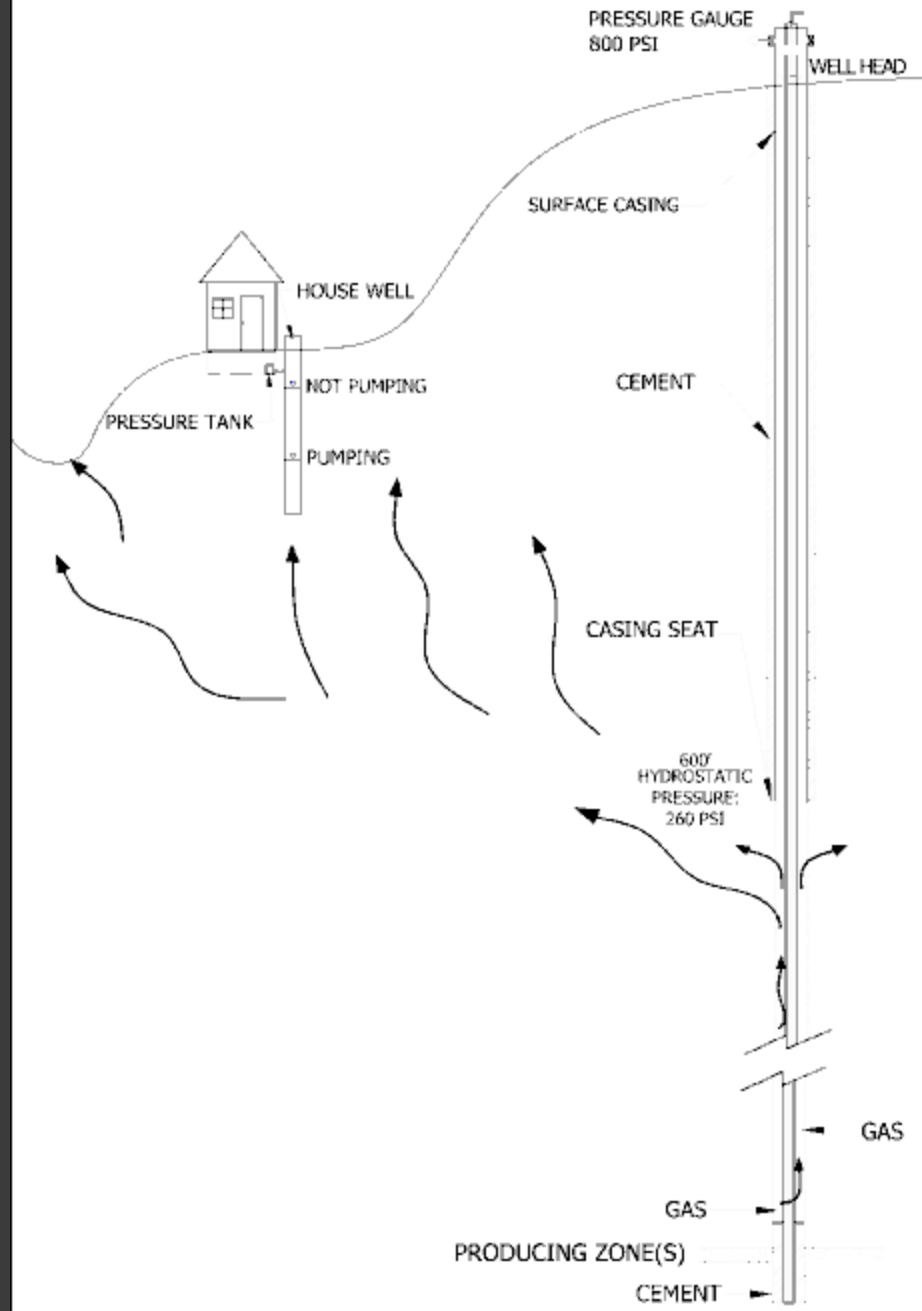 PRESSURE GAUGE
800 PSI
WELL HEAD
SURFACE CASING
HOUSE WELL
NOT PUMPING
CEMENT
PRESSURE TANK
PUMPING
CASING SEAT
600'
HYDROSTATIC
PRESSURE:
260 PSI
GAS
GAS
PRODUCING ZONE(S)
CEMENT